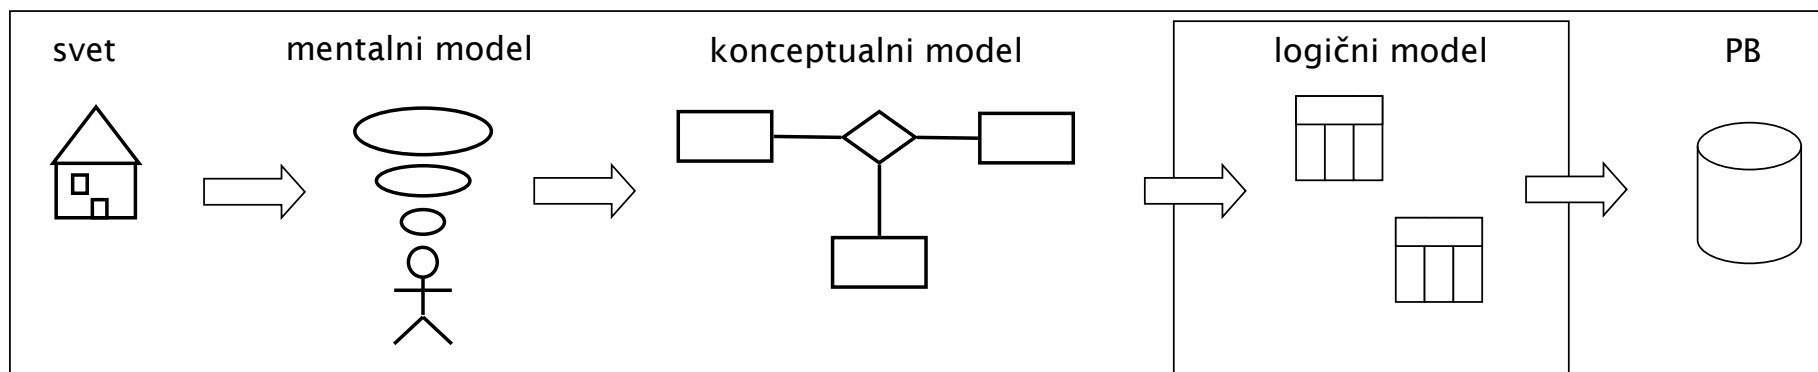 svet
mentalni model
konceptualni model
logični model
PB